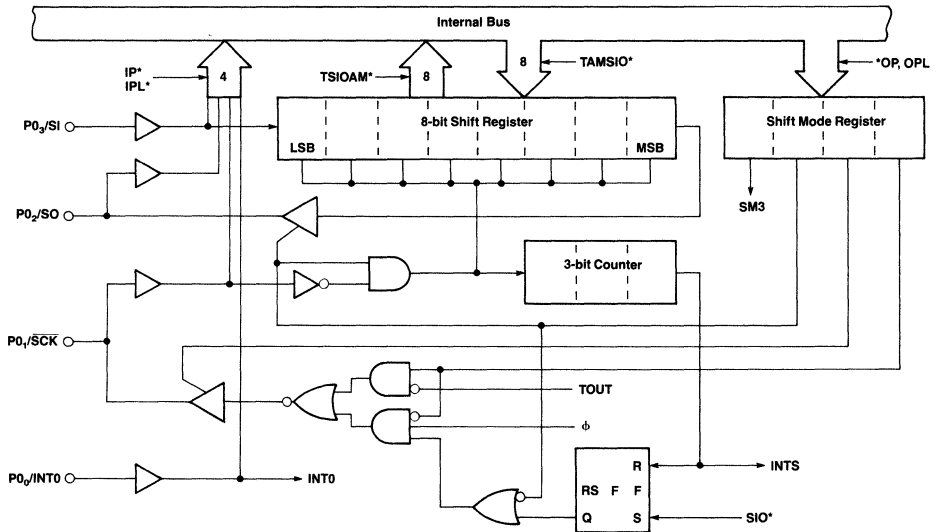 Internal Bus
IP*
IPL*
4
TSIOAM*
8
8
TAMSIO*
*OP, OPL
P0₃/SI
8-bit Shift Register
LSB
MSB
Shift Mode Register
SM3
P0₂/SO
3-bit Counter
P0₁/S̅C̅K̅
TOUT
ϕ
P0₀/INT0
INT0
R
RS F F
Q
S
INTS
SIO*